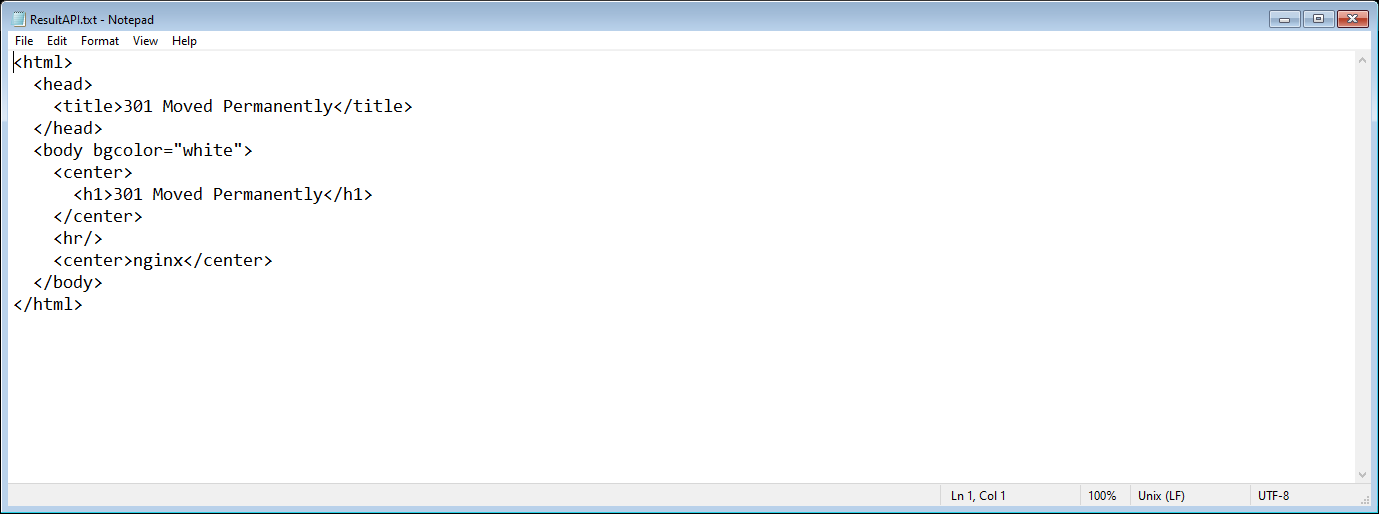 ResultAPI.txt - Notepad
File Edit Format View Help
<html>
  <head>
    <title>301 Moved Permanently</title>
  </head>
  <body bgcolor="white">
    <center>
      <h1>301 Moved Permanently</h1>
    </center>
    <hr/>
    <center>nginx</center>
  </body>
</html>
Ln 1, Col 1 100% Unix (LF) UTF-8